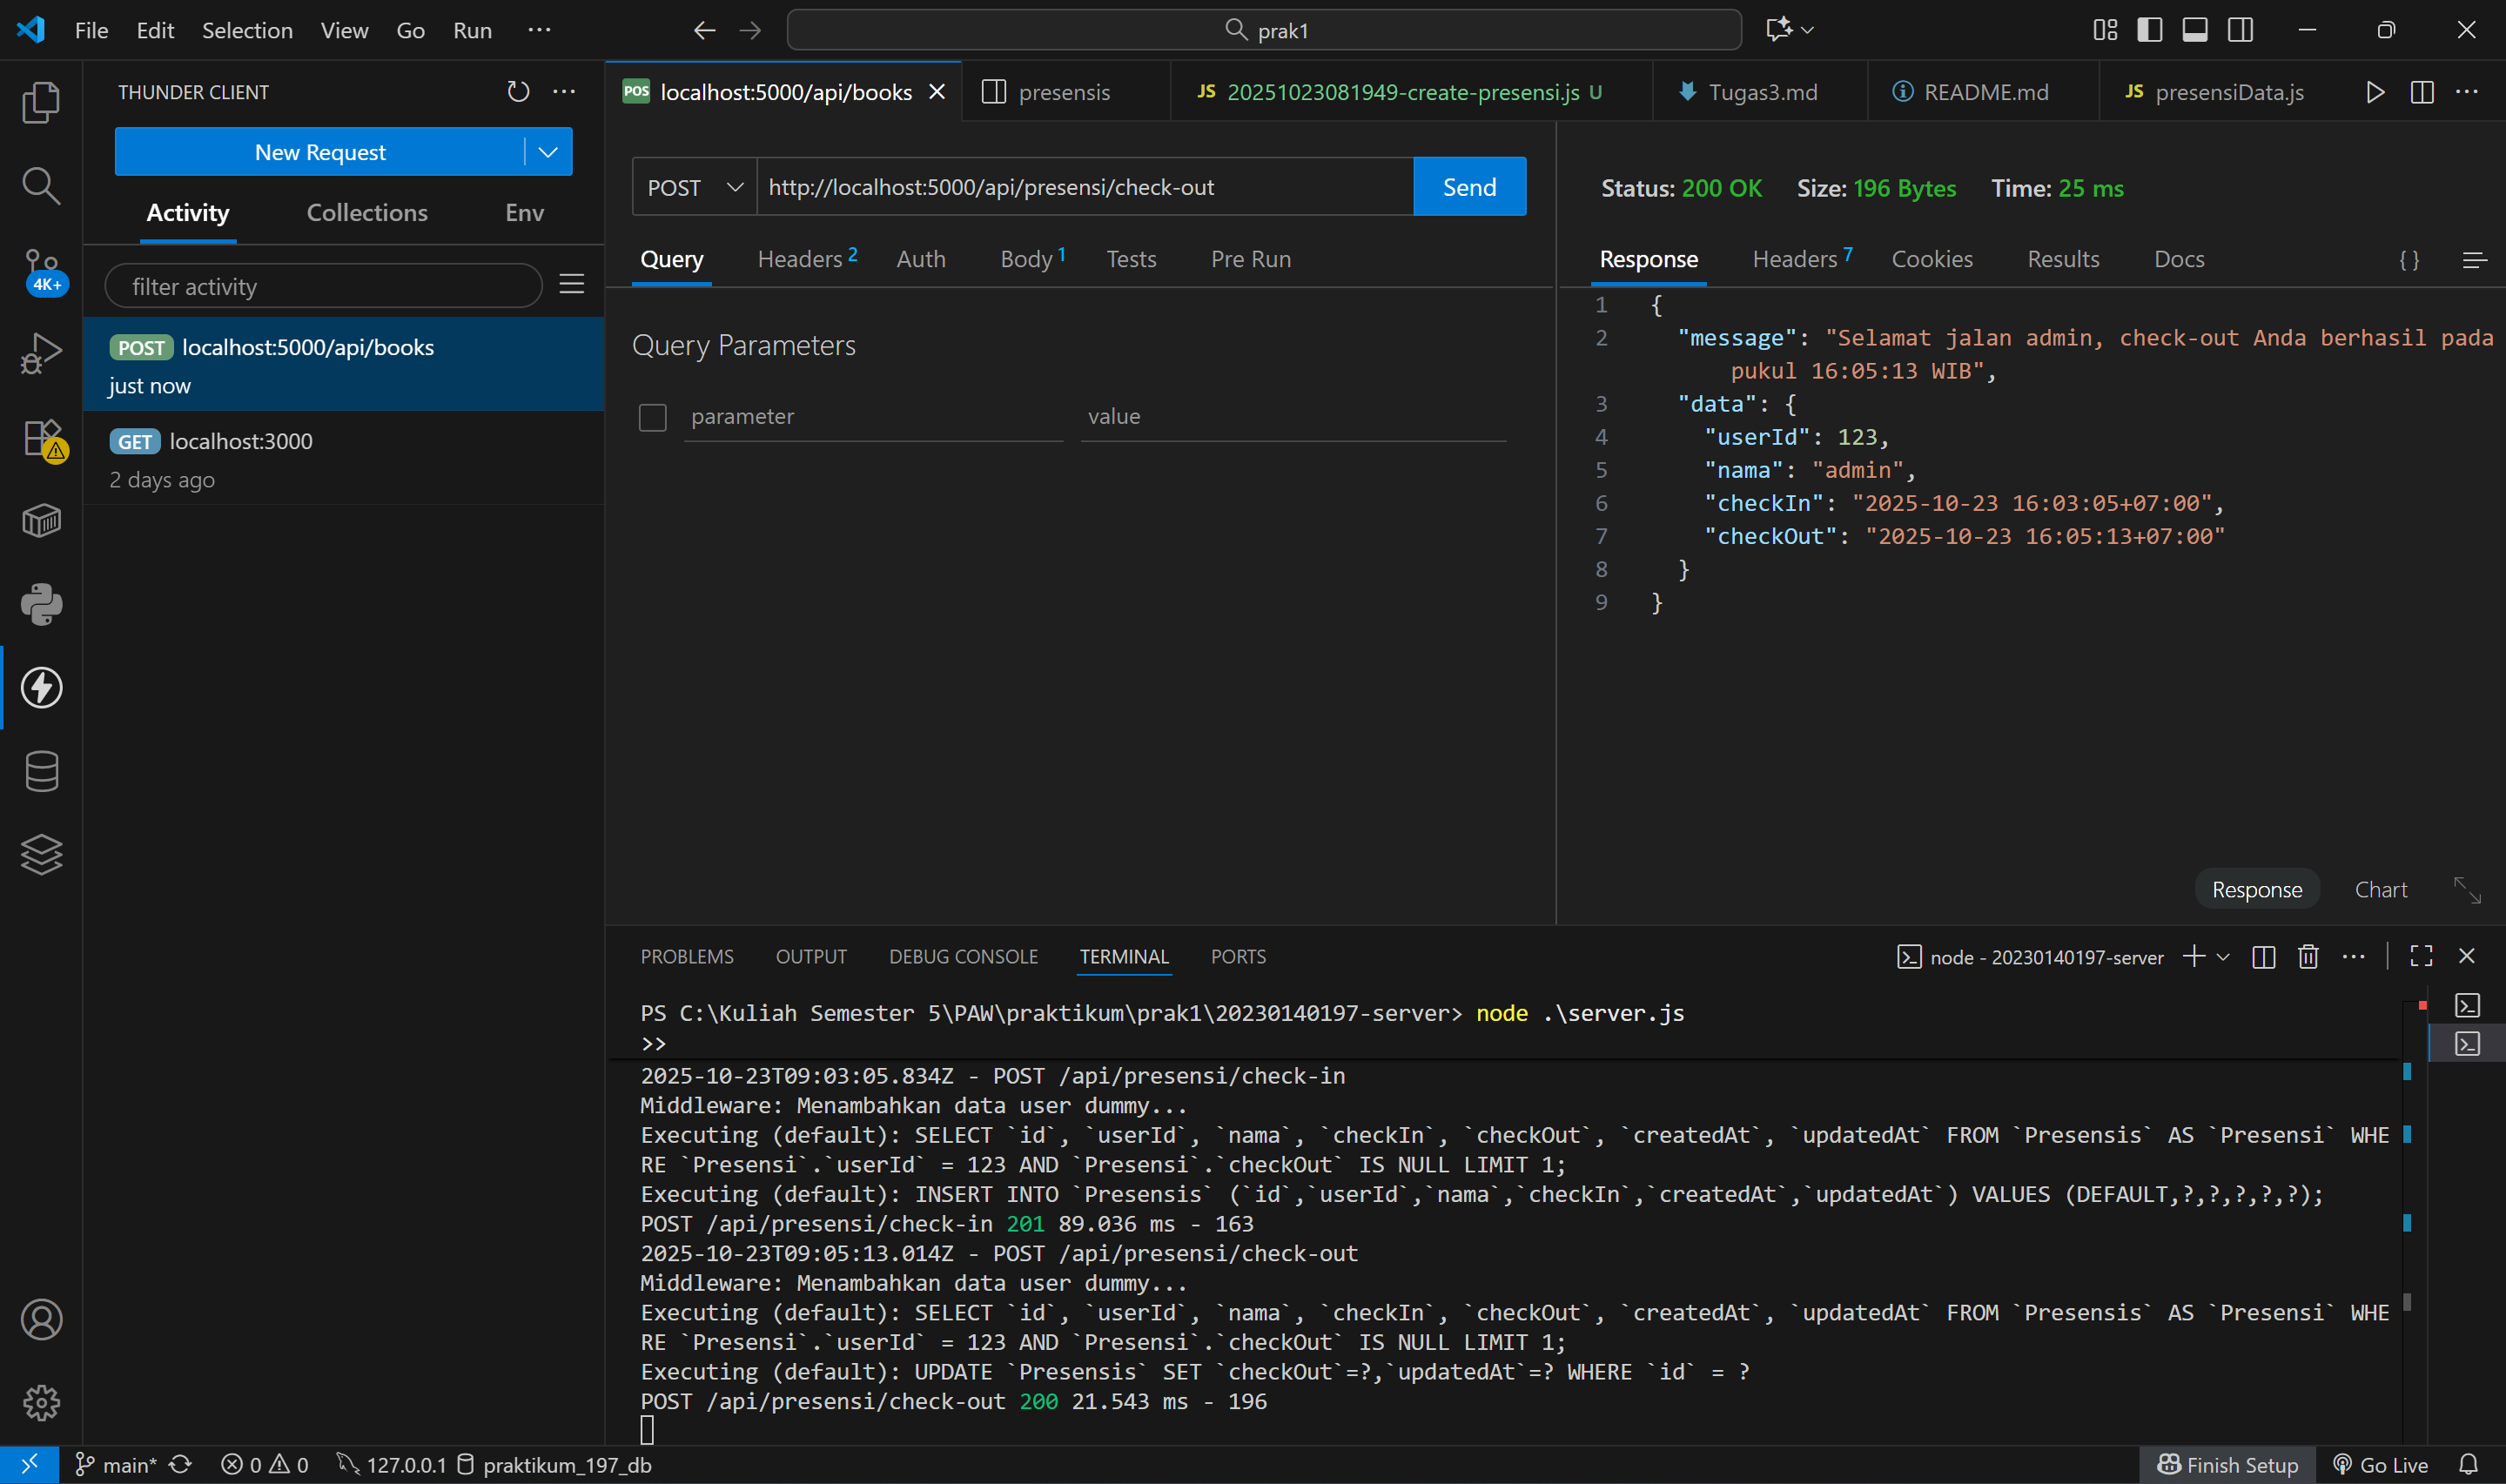 File Edit Selection View Go Run ···
prak1
THUNDER CLIENT
New Request
Activity Collections Env
filter activity
POST localhost:5000/api/books
just now
GET localhost:3000
2 days ago
4K+
POS localhost:5000/api/books
presensis
JS 20251023081949-create-presensi.js U
Tugas3.md
README.md
JS presensiData.js
POST http://localhost:5000/api/presensi/check-out Send
Query Headers 2 Auth Body 1 Tests Pre Run
Query Parameters
parameter value
Status: 200 OK Size: 196 Bytes Time: 25 ms
Response Headers 7 Cookies Results Docs { }
1 {
2 "message": "Selamat jalan admin, check-out Anda berhasil pada
pukul 16:05:13 WIB",
3 "data": {
4 "userId": 123,
5 "nama": "admin",
6 "checkIn": "2025-10-23 16:03:05+07:00",
7 "checkOut": "2025-10-23 16:05:13+07:00"
8 }
9 }
Response Chart
PROBLEMS OUTPUT DEBUG CONSOLE TERMINAL PORTS
node - 20230140197-server
PS C:\Kuliah Semester 5\PAW\praktikum\prak1\20230140197-server> node .\server.js
>>
2025-10-23T09:03:05.834Z - POST /api/presensi/check-in
Middleware: Menambahkan data user dummy...
Executing (default): SELECT `id`, `userId`, `nama`, `checkIn`, `checkOut`, `createdAt`, `updatedAt` FROM `Presensis` AS `Presensi` WHE
RE `Presensi`.`userId` = 123 AND `Presensi`.`checkOut` IS NULL LIMIT 1;
Executing (default): INSERT INTO `Presensis` (`id`,`userId`,`nama`,`checkIn`,`createdAt`,`updatedAt`) VALUES (DEFAULT,?,?,?,?,?);
POST /api/presensi/check-in 201 89.036 ms - 163
2025-10-23T09:05:13.014Z - POST /api/presensi/check-out
Middleware: Menambahkan data user dummy...
Executing (default): SELECT `id`, `userId`, `nama`, `checkIn`, `checkOut`, `createdAt`, `updatedAt` FROM `Presensis` AS `Presensi` WHE
RE `Presensi`.`userId` = 123 AND `Presensi`.`checkOut` IS NULL LIMIT 1;
Executing (default): UPDATE `Presensis` SET `checkOut`=?,`updatedAt`=? WHERE `id` = ?
POST /api/presensi/check-out 200 21.543 ms - 196
main* 0 0 127.0.0.1 praktikum_197_db
Finish Setup Go Live